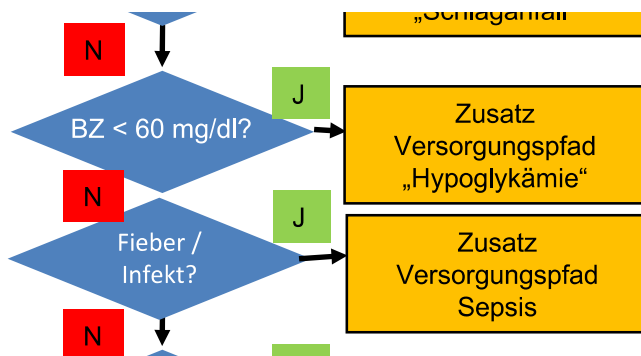 „Schlaganfall“
N
J
BZ < 60 mg/dl?
Zusatz
Versorgungspfad
„Hypoglykämie“
N
J
Fieber /
Infekt?
Zusatz
Versorgungspfad
Sepsis
N